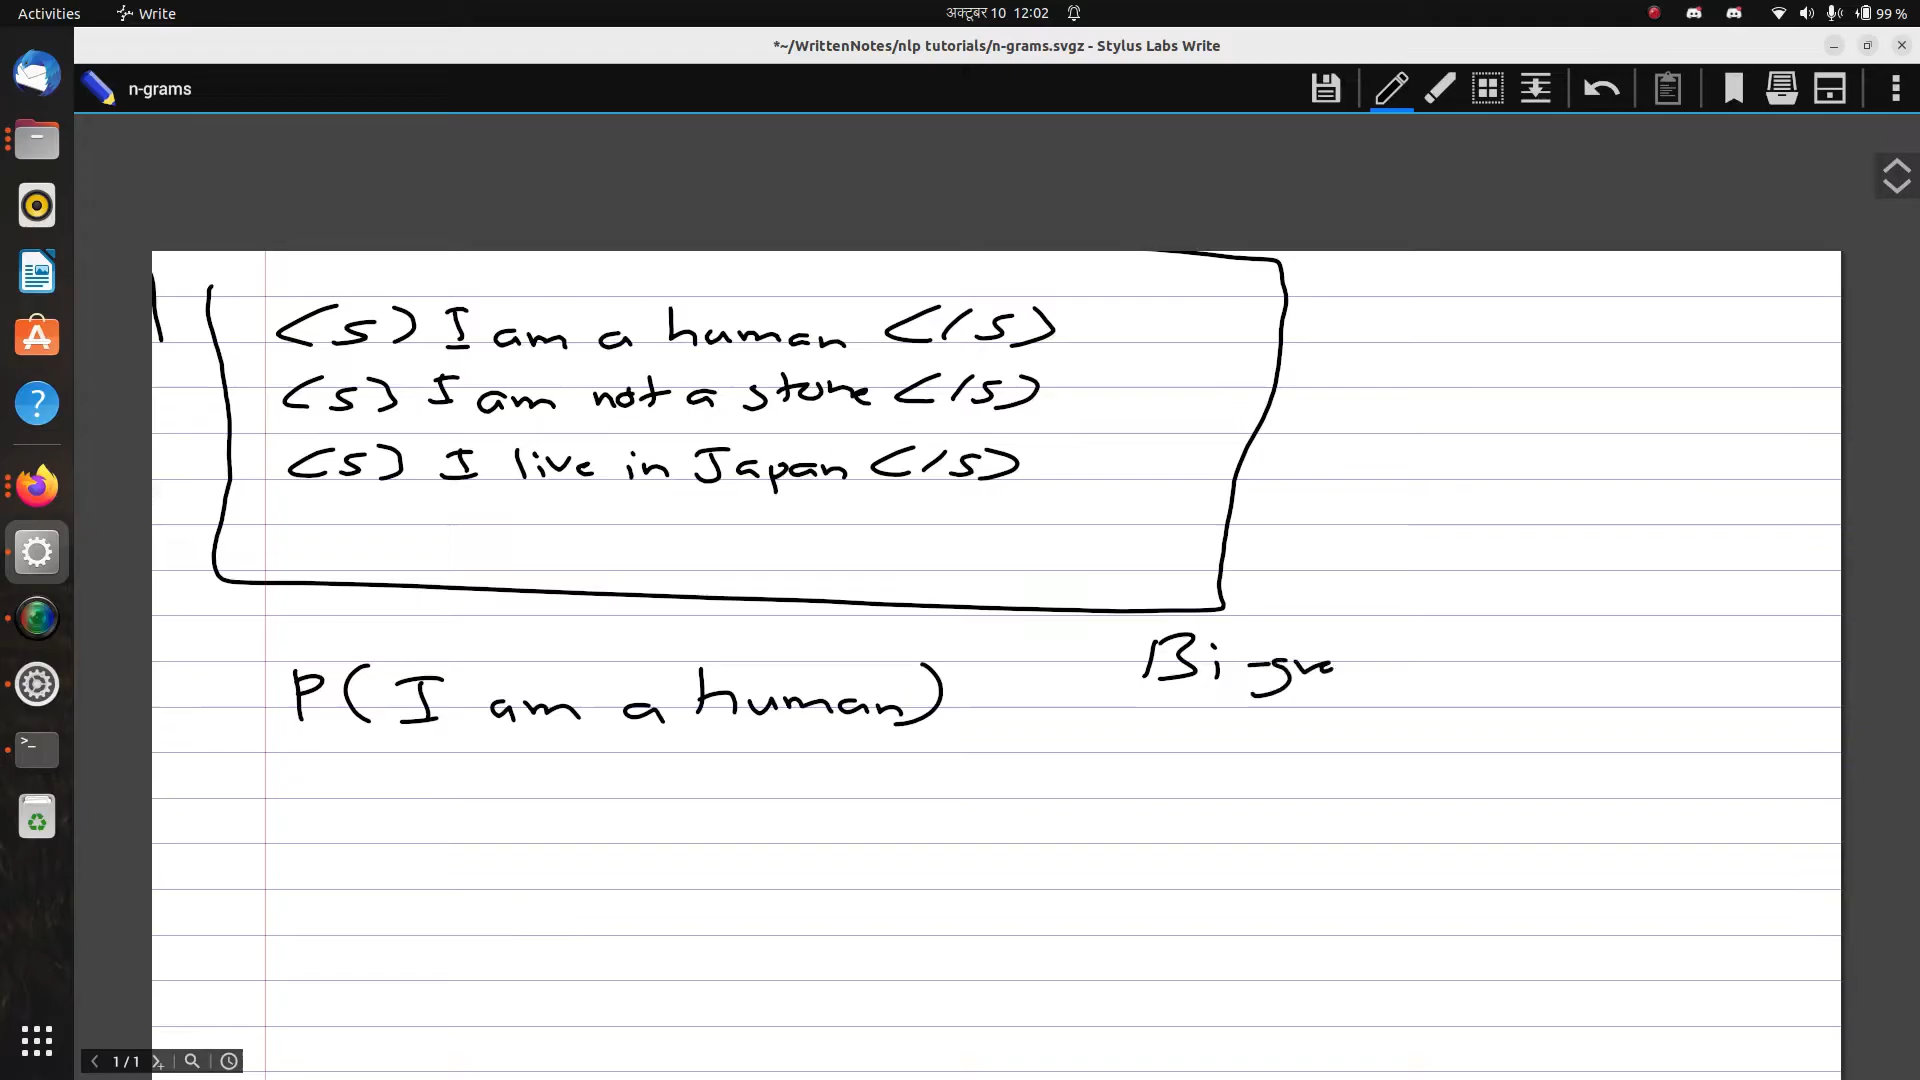 Activities Write अक्टूबर 10 12:02 99 %
*~/WrittenNotes/nlp tutorials/n-grams.svgz - Stylus Labs Write
n-grams
<s> I am a human </s>
<s> I am not a stone </s>
<s> I live in Japan </s>
Bi-gra
P(I am a human)
1/1